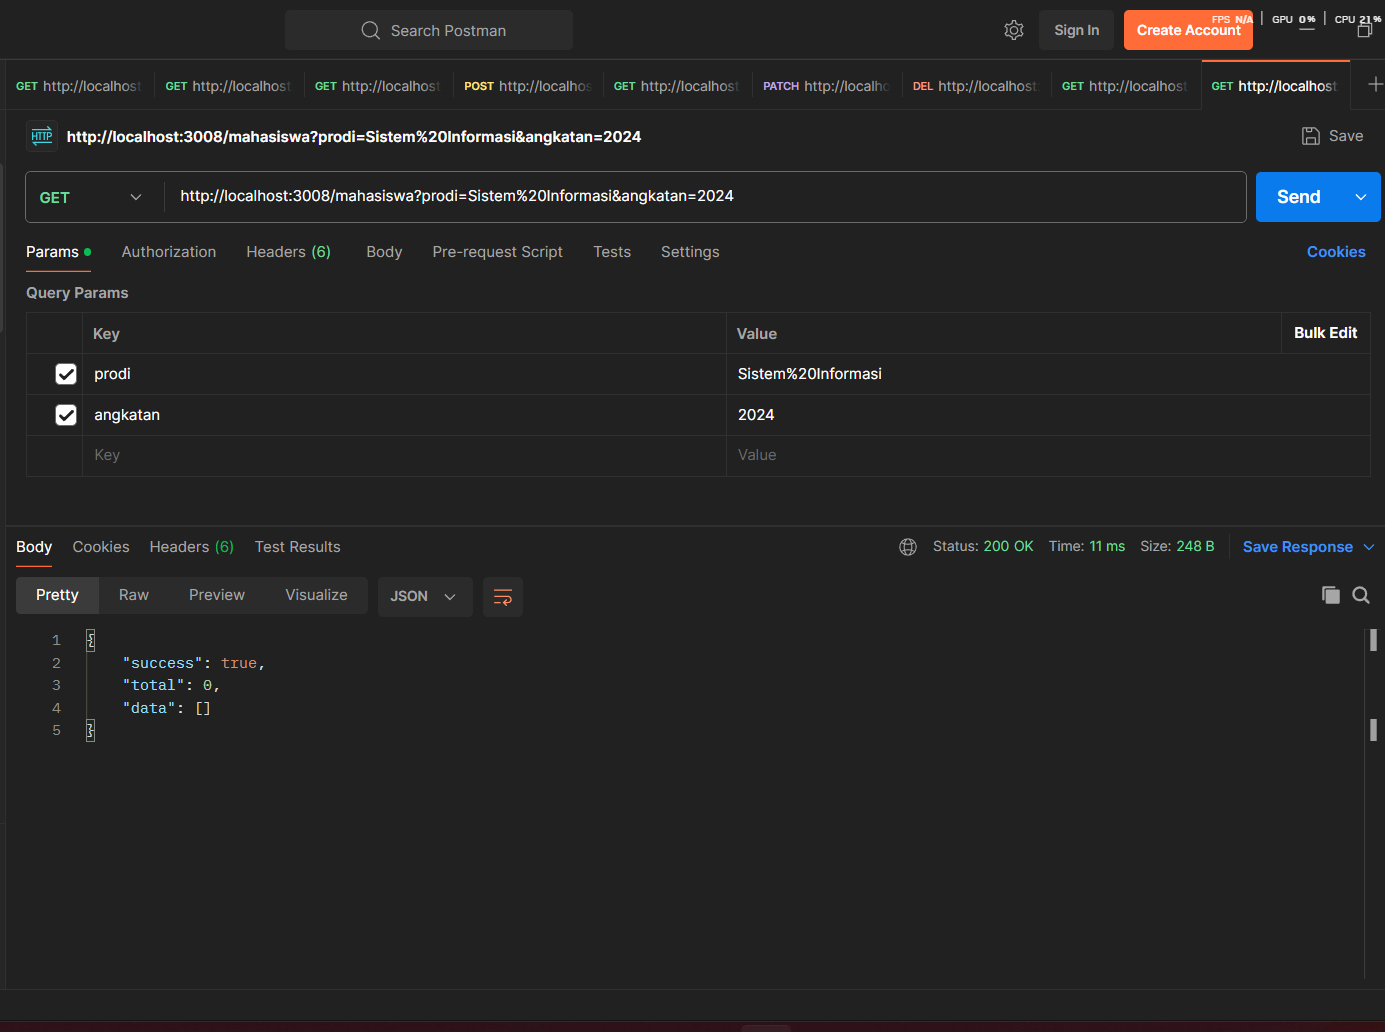 Search Postman
Sign In
Create Account
FPS N/A
GPU 0%
CPU 21%
GET http://localhost
GET http://localhost
GET http://localhost
POST http://localhos
GET http://localhost
PATCH http://localho
DEL http://localhost:
GET http://localhost
GET http://localhost:
HTTP http://localhost:3008/mahasiswa?prodi=Sistem%20Informasi&angkatan=2024
Save
GET
http://localhost:3008/mahasiswa?prodi=Sistem%20Informasi&angkatan=2024
Send
Params Authorization Headers (6) Body Pre-request Script Tests Settings Cookies
Query Params
Key Value Bulk Edit
prodi Sistem%20Informasi
angkatan 2024
Key Value
Body Cookies Headers (6) Test Results Status: 200 OK Time: 11 ms Size: 248 B Save Response
Pretty Raw Preview Visualize JSON
1 {
2 "success": true,
3 "total": 0,
4 "data": []
5 }